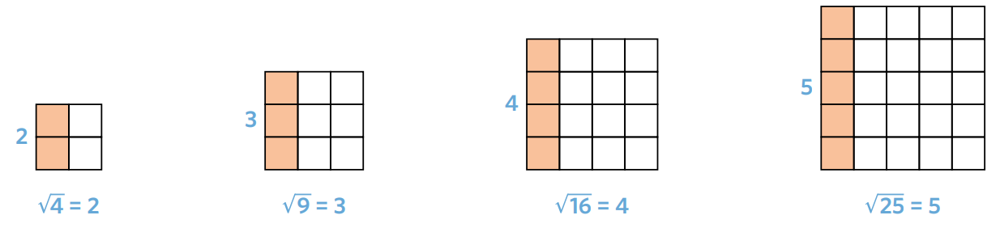 2
√4 = 2
3
√9 = 3
4
√16 = 4
5
√25 = 5